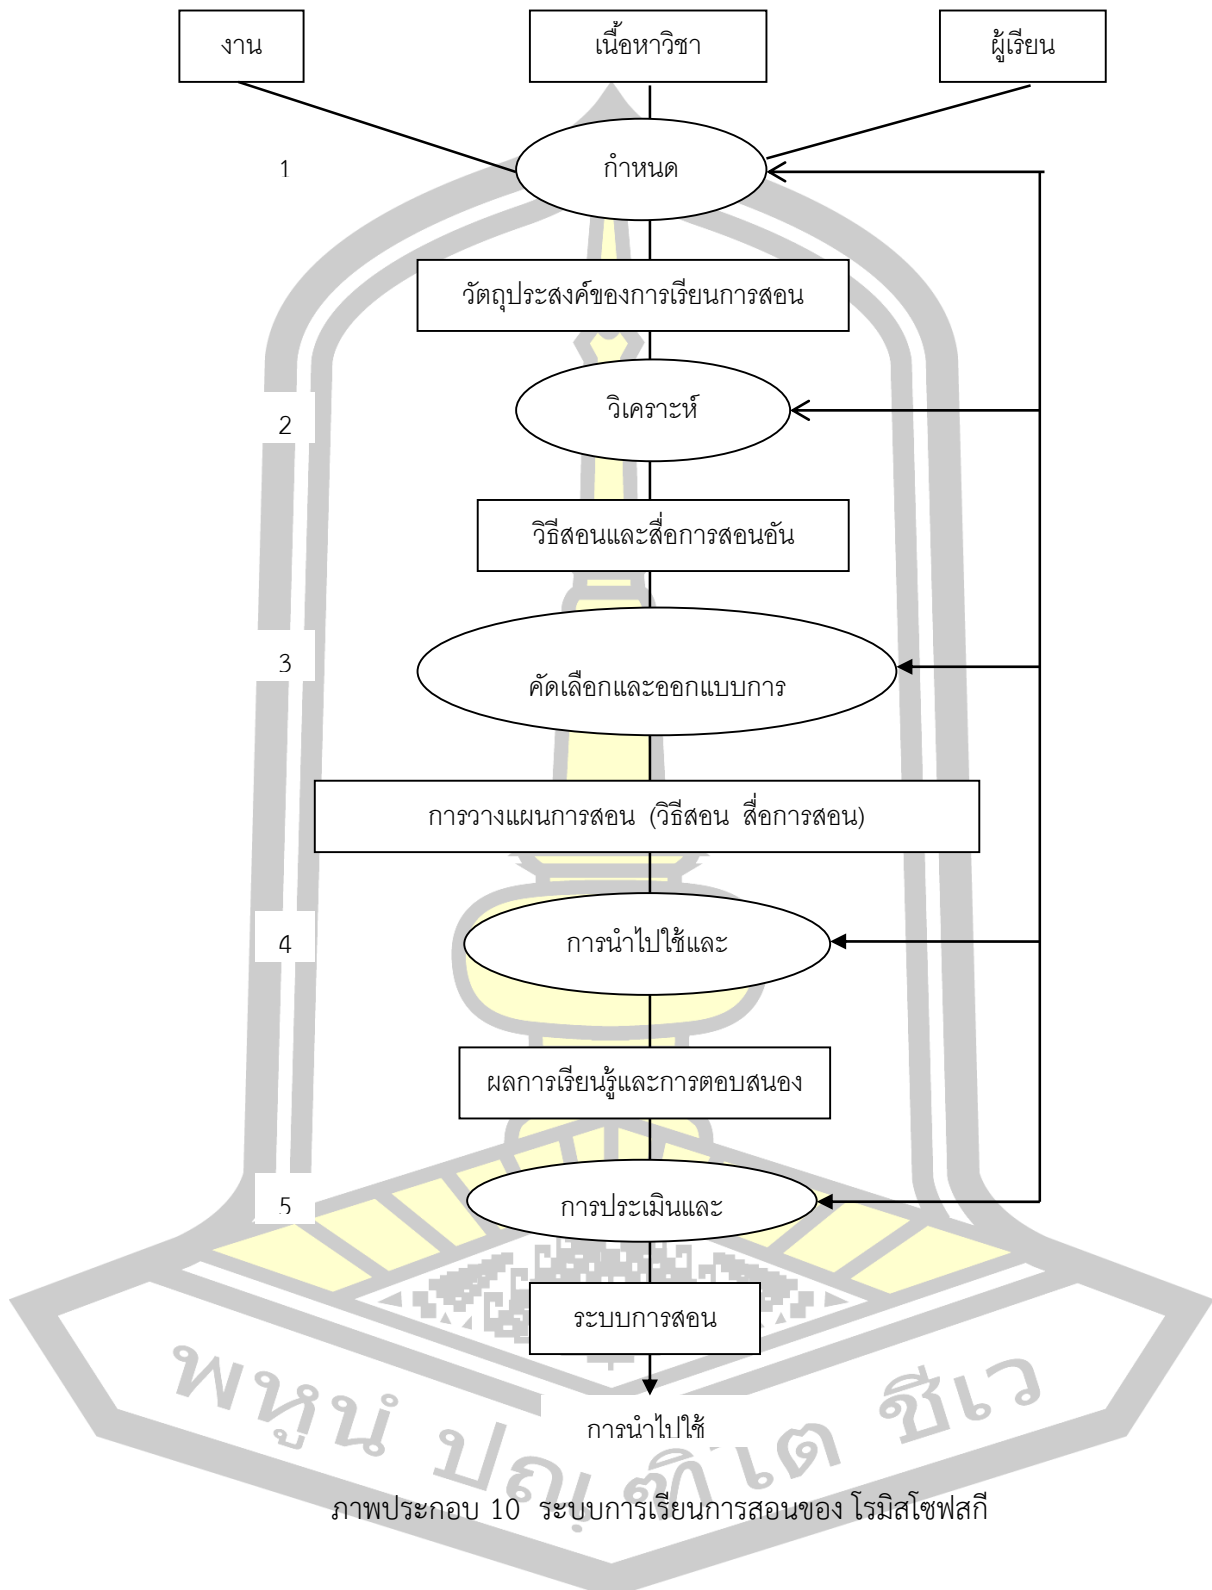 งาน เนื้อหาวิชา ผู้เรียน
1 กำหนด
วัตถุประสงค์ของการเรียนการสอน
2 วิเคราะห์
วิธีสอนและสื่อการสอนอัน
3 คัดเลือกและออกแบบการ
การวางแผนการสอน (วิธีสอน สื่อการสอน)
4 การนำไปใช้และ
ผลการเรียนรู้และการตอบสนอง
5 การประเมินและ
ระบบการสอน
การนำไปใช้
พหูนํ ปณฺฑิโต ชีเว
ภาพประกอบ 10 ระบบการเรียนการสอนของ โรมิสโซฟสกี